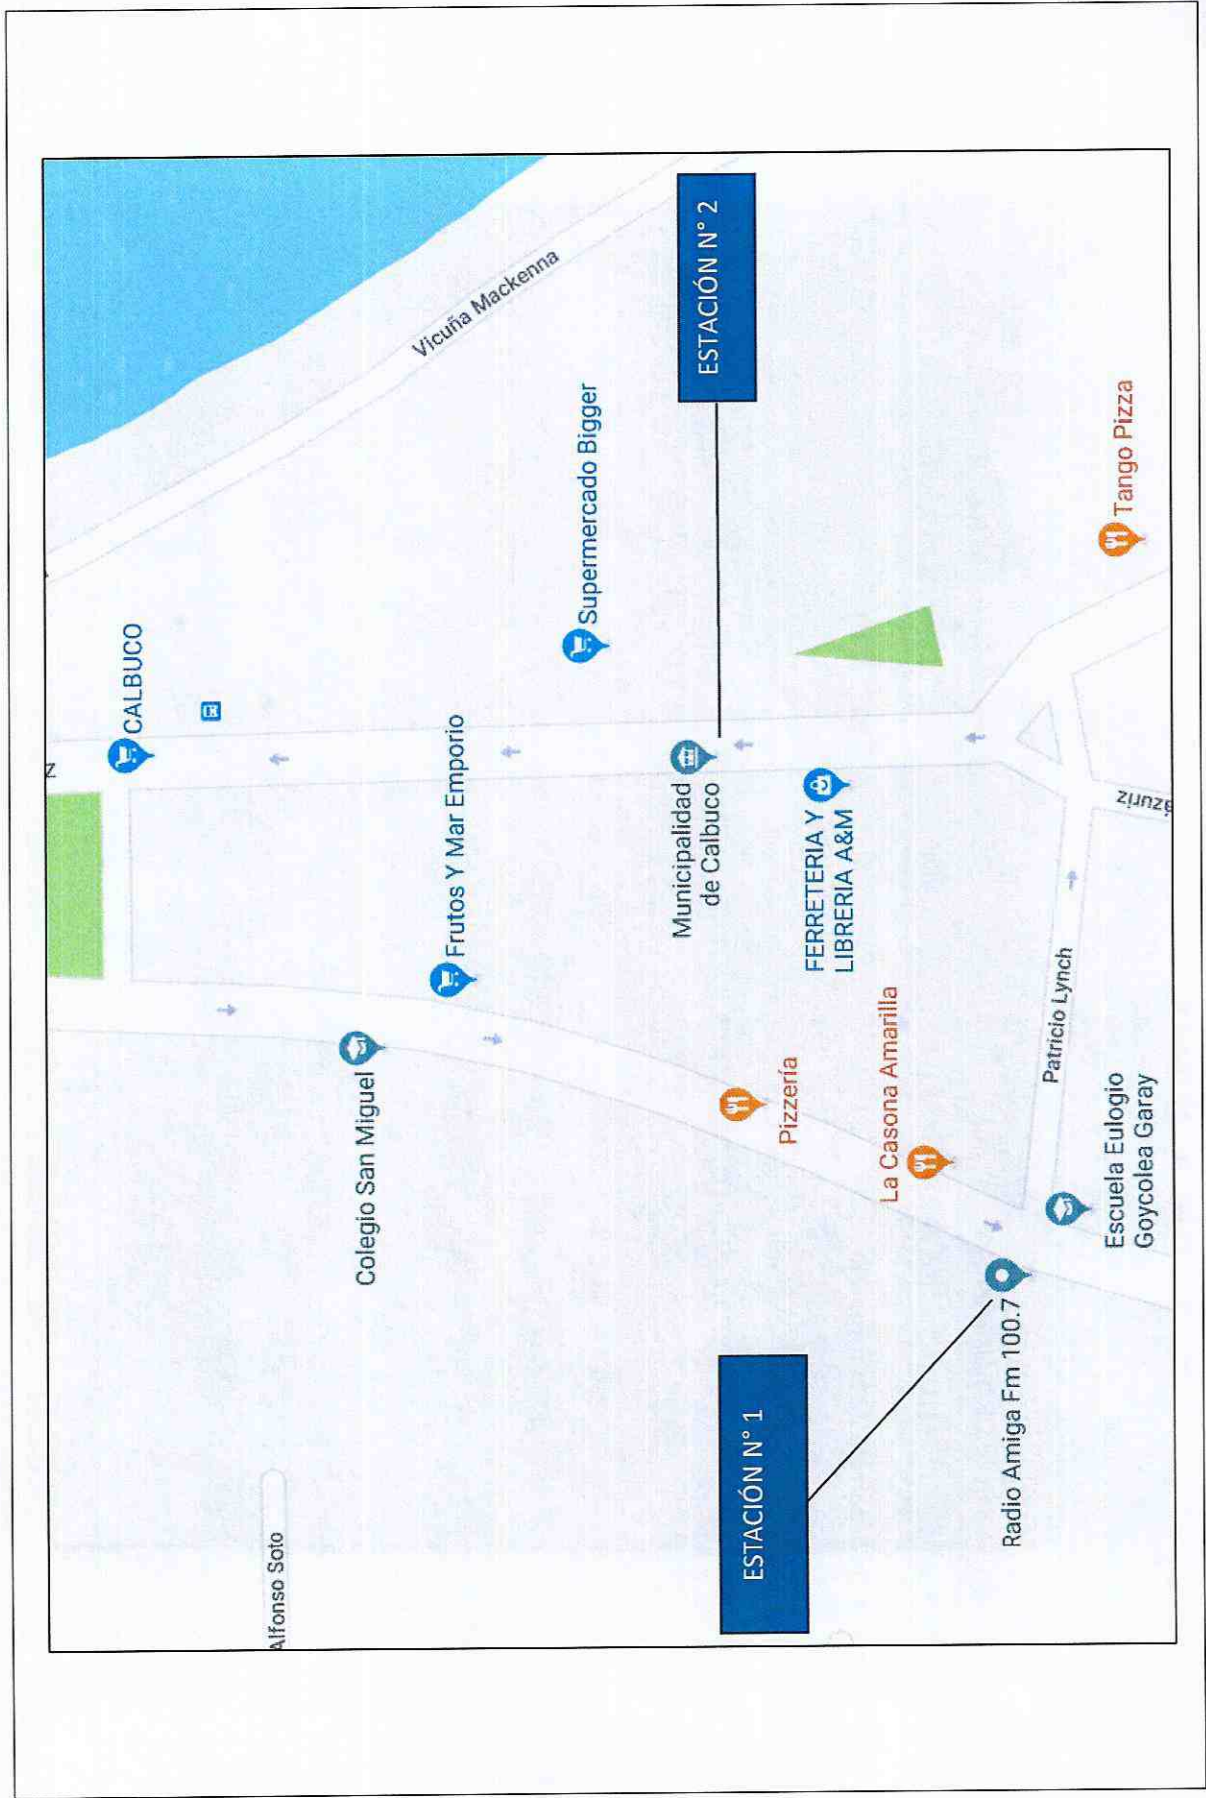 Z
CALBUCO
Alfonso Soto
Colegio San Miguel
Frutos Y Mar Emporio
Vicuña Mackenna
Supermercado Bigger
Municipalidad
de Calbuco
ESTACIÓN N° 2
ESTACIÓN N° 1
Pizzería
FERRETERIA Y
LIBRERIA A&M
La Casona Amarilla
Radio Amiga Fm 100.7
Patricio Lynch
Escuela Eulogio
Goycolea Garay
Tango Pizza
ázuriz